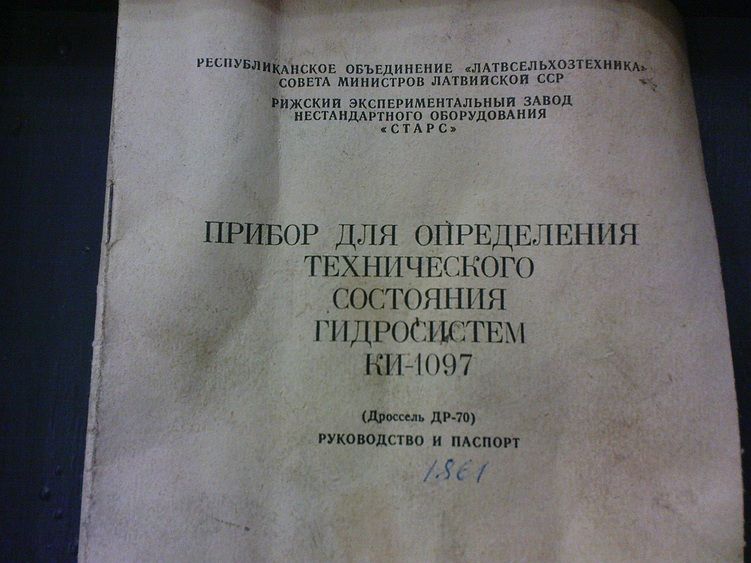 РЕСПУБЛИКАНСКОЕ ОБЪЕДИНЕНИЕ «ЛАТВСЕЛЬХОЗТЕХНИКА»
СОВЕТА МИНИСТРОВ ЛАТВИЙСКОЙ ССР
РИЖСКИЙ ЭКСПЕРИМЕНТАЛЬНЫЙ ЗАВОД
НЕСТАНДАРТНОГО ОБОРУДОВАНИЯ
«СТАРС»
ПРИБОР ДЛЯ ОПРЕДЕЛЕНИЯ
ТЕХНИЧЕСКОГО
СОСТОЯНИЯ
ГИДРОСИСТЕМ
КИ-1097
(Дроссель ДР-70)
РУКОВОДСТВО И ПАСПОРТ